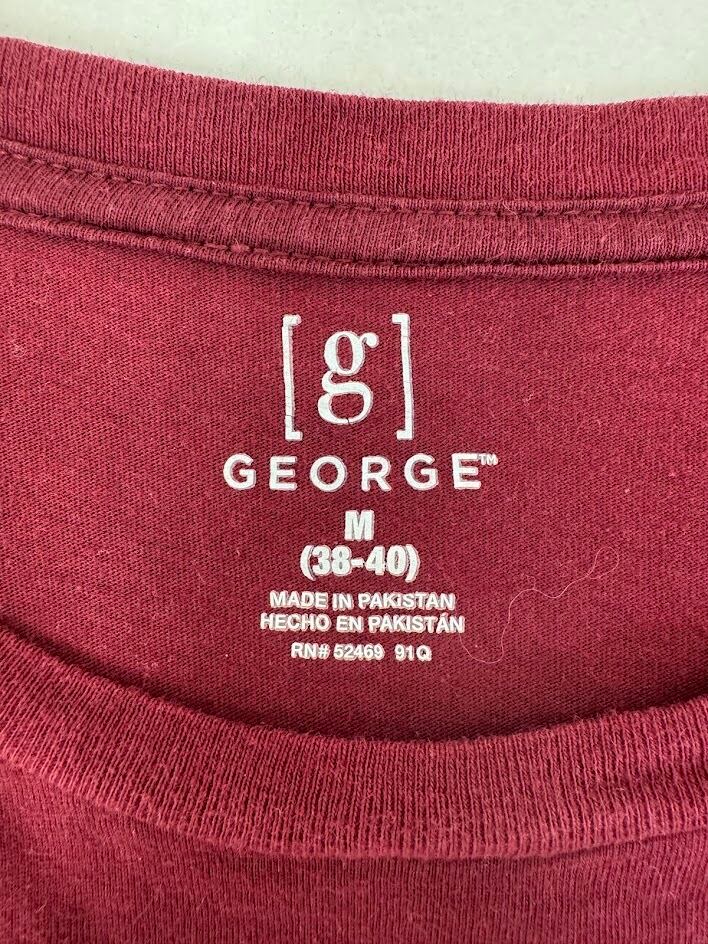 [g]
GEORGE™
M
(38-40)
MADE IN PAKISTAN
HECHO EN PAKISTÁN
RN# 52469 91Q